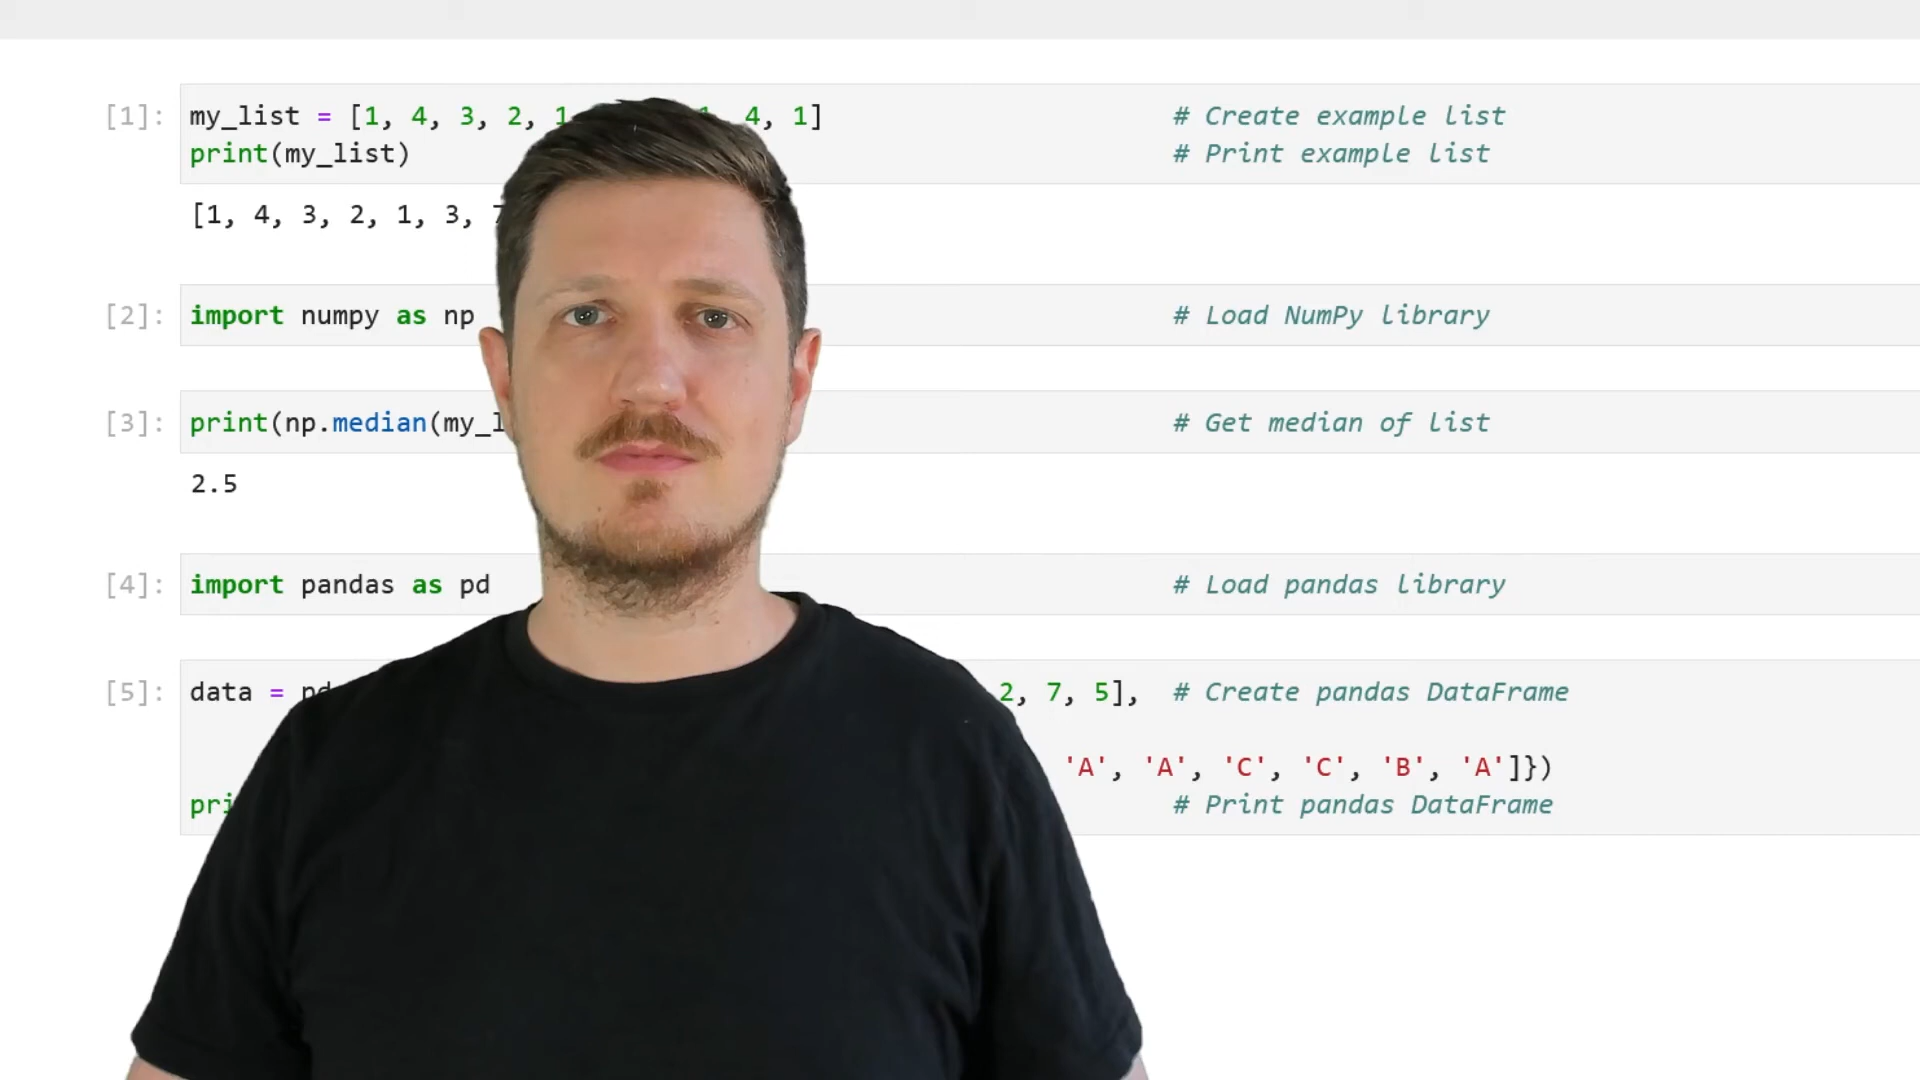 [1]: my_list = [1, 4, 3, 2, 1 4, 1] # Create example list
print(my_list) # Print example list
[1, 4, 3, 2, 1, 3, 7
[2]: import numpy as np # Load NumPy library
[3]: print(np.median(my_l # Get median of list
2.5
[4]: import pandas as pd # Load pandas library
[5]: data = pd 2, 7, 5], # Create pandas DataFrame
'A', 'A', 'C', 'C', 'B', 'A']})
pri # Print pandas DataFrame